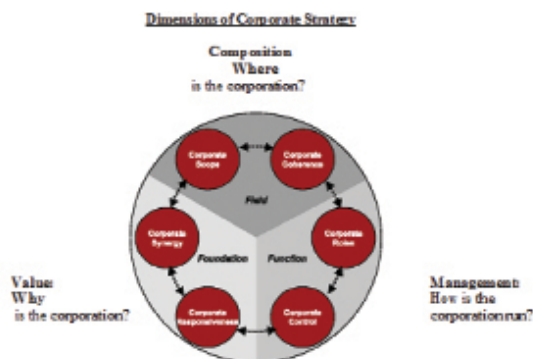 Dimensions of Corporate Strategy
Composition
Where
is the corporation?
Corporate
Scope
Corporate
Coherence
Field
Corporate
Synergy
Corporate
Roles
Foundation
Function
Value:
Why
is the corporation?
Management:
How is the
corporation run?
Corporate
Responsiveness
Corporate
Control